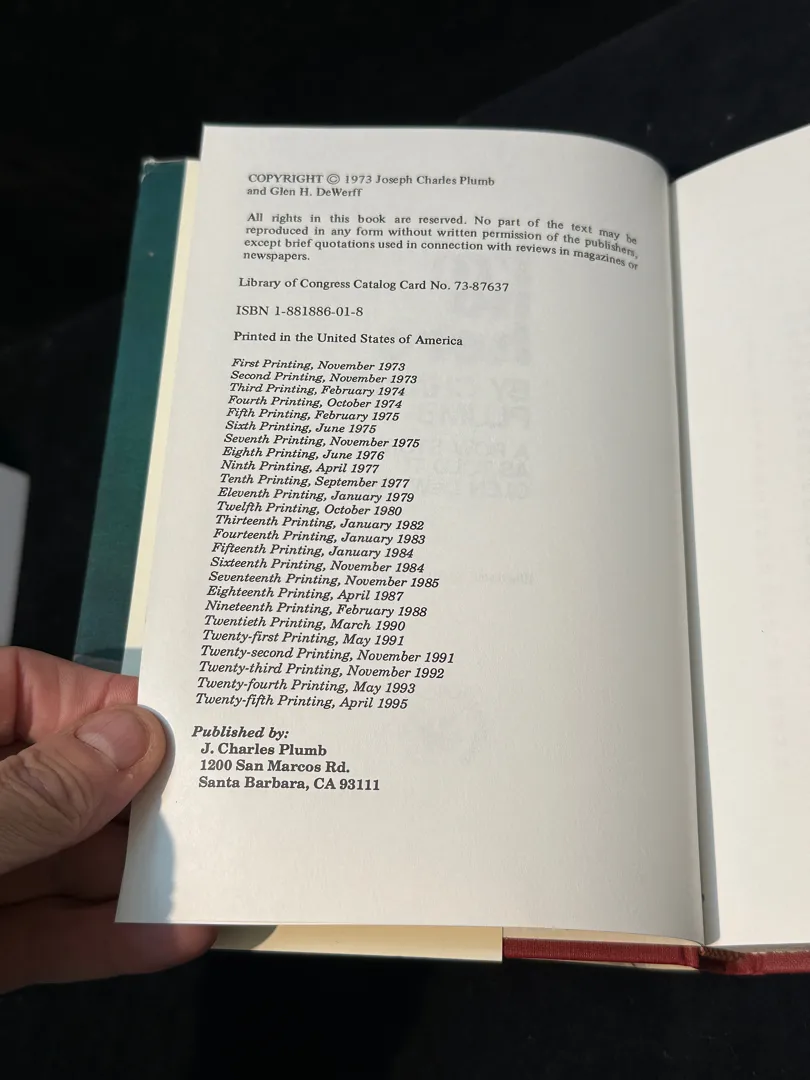 COPYRIGHT © 1973 Joseph Charles Plumb
and Glen H. DeWerff
All rights in this book are reserved. No part of the text may be
reproduced in any form without written permission of the publishers,
except brief quotations used in connection with reviews in magazines or
newspapers.
Library of Congress Catalog Card No. 73-87637
ISBN 1-881886-01-8
Printed in the United States of America
First Printing, November 1973
Second Printing, November 1973
Third Printing, February 1974
Fourth Printing, October 1974
Fifth Printing, February 1975
Sixth Printing, June 1975
Seventh Printing, November 1975
Eighth Printing, June 1976
Ninth Printing, April 1977
Tenth Printing, September 1977
Eleventh Printing, January 1979
Twelfth Printing, October 1980
Thirteenth Printing, January 1982
Fourteenth Printing, January 1983
Fifteenth Printing, January 1984
Sixteenth Printing, November 1984
Seventeenth Printing, November 1985
Eighteenth Printing, April 1987
Nineteenth Printing, February 1988
Twentieth Printing, March 1990
Twenty-first Printing, May 1991
Twenty-second Printing, November 1991
Twenty-third Printing, November 1992
Twenty-fourth Printing, May 1993
Twenty-fifth Printing, April 1995
Published by:
J. Charles Plumb
1200 San Marcos Rd.
Santa Barbara, CA 93111